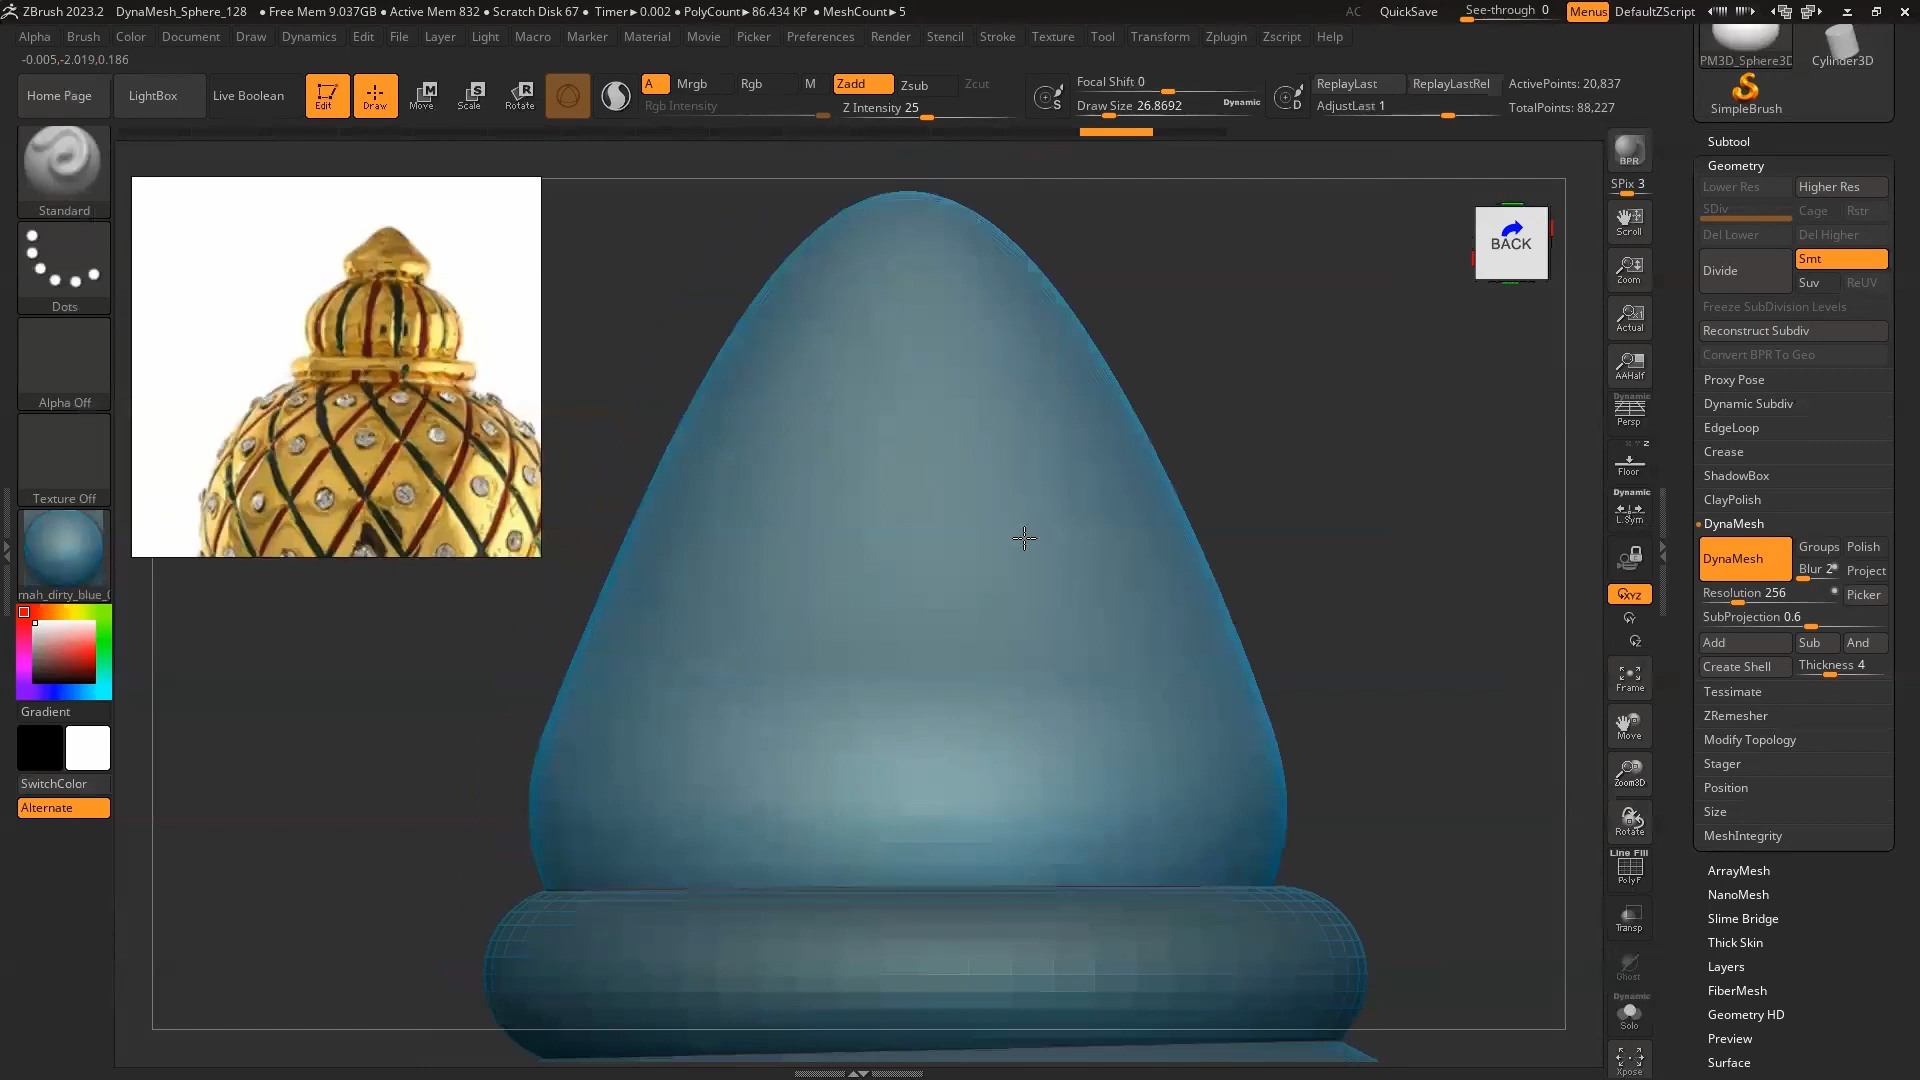 ZBrush 2023.2 DynaMesh_Sphere_128 ● Free Mem 9.037GB ● Active Mem 832 ● Scratch Disk 67 ● Timer►0.002 ● PolyCount►86.434 KP ● MeshCount►5 AC QuickSave See-through 0 Menus DefaultZScript
Alpha Brush Color Document Draw Dynamics Edit File Layer Light Macro Marker Material Movie Picker Preferences Render Stencil Stroke Texture Tool Transform Zplugin Zscript Help
-0.005,-2.019,0.186
Home Page LightBox Live Boolean Edit Draw Move Scale Rotate
A Mrgb Rgb M Zadd Zsub Zcut
Rgb Intensity Z Intensity 25
Focal Shift 0
Draw Size 26.8692 Dynamic
ReplayLast ReplayLastRel ActivePoints: 20,837
AdjustLast 1 TotalPoints: 88,227
Standard
Dots
Alpha Off
Texture Off
mah_dirty_blue_0
Gradient
SwitchColor
Alternate
BACK
BPR
SPix 3
Scroll
Zoom
Actual
AAHalf
Dynamic
Persp
Floor
Dynamic
L.Sym
XYZ
Frame
Move
Zoom3D
Rotate
Line Fill
PolyF
Transp
Ghost
Dynamic
Solo
Xpose
PM3D_Sphere3D Cylinder3D
SimpleBrush
Subtool
Geometry
Lower Res Higher Res
SDiv Cage Rstr
Del Lower Del Higher
Divide Smt
Suv ReUV
Freeze SubDivision Levels
Reconstruct Subdiv
Convert BPR To Geo
Proxy Pose
Dynamic Subdiv
EdgeLoop
Crease
ShadowBox
ClayPolish
DynaMesh
DynaMesh Groups Polish
Blur 2 Project
Resolution 256 Picker
SubProjection 0.6
Add Sub And
Create Shell Thickness 4
Tessimate
ZRemesher
Modify Topology
Stager
Position
Size
MeshIntegrity
ArrayMesh
NanoMesh
Slime Bridge
Thick Skin
Layers
FiberMesh
Geometry HD
Preview
Surface